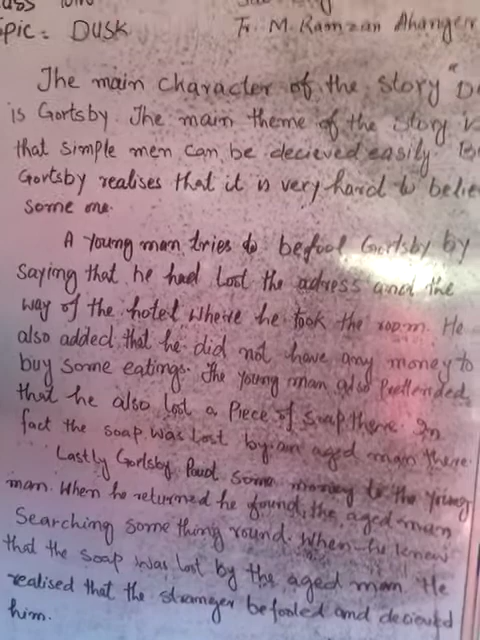 Topic: DUSK Fr. M. Ramzan Ahanger
The main character of the story "D
is Gortsby. The main theme of the story is
that simple men can be decieved easily. B
Gortsby realises that it is very hard to belie
some one.
A young man tries to befool Gortsby by
saying that he had lost the adress and the
way of the hotel where he took the room. He
also added that he did not have any money to
buy some eatings. The young man also Prettended
that he also lost a Piece of soap there. In
fact the soap was lost by an aged man there.
Lastly Gortsby Paid some money to the young
man. When he returned he found, the aged man
Searching some thing round. When he knew
that the soap was lost by the aged man. He
realised that the stranger befooled and decieved
him.